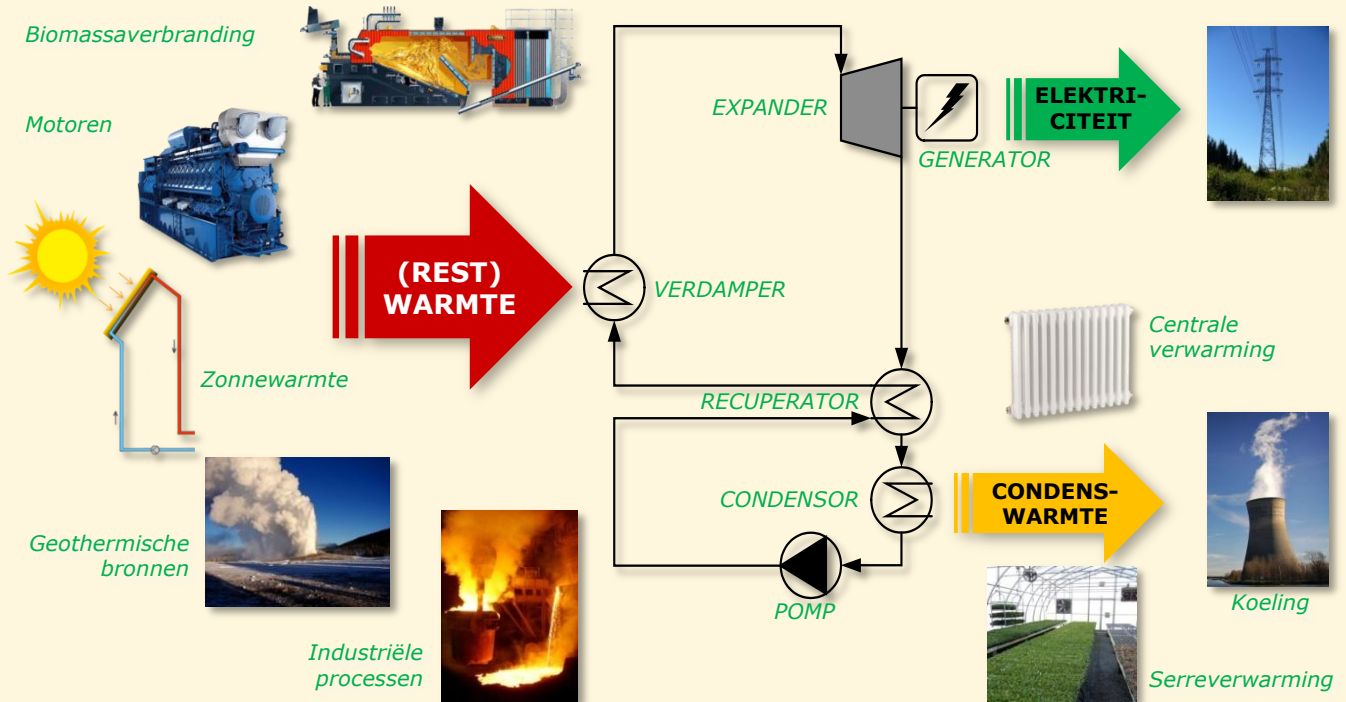 Biomassaverbranding
Motoren
Zonnewarmte
Geothermische
bronnen
Industriële
processen
(REST)
WARMTE
EXPANDER
GENERATOR
VERDAMPER
RECUPERATOR
CONDENSOR
POMP
ELEKTRI-
CITEIT
Centrale
verwarming
CONDENS-
WARMTE
Koeling
Serreverwarming